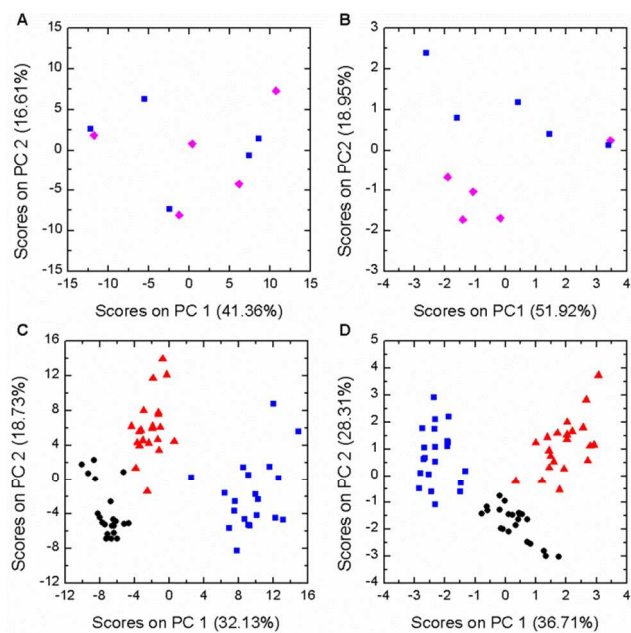 A
15
10
5
0
-5
-10
-15
-15 -10 -5 0 5 10 15
Scores on PC 2 (16.61%)
Scores on PC 1 (41.36%)
B
3
2
1
0
-1
-2
-3
-4 -3 -2 -1 0 1 2 3 4
Scores on PC2 (18.95%)
Scores on PC1 (51.92%)
C
16
12
8
4
0
-4
-8
-12
-12 -8 -4 0 4 8 12 16
Scores on PC 2 (18.73%)
Scores on PC 1 (32.13%)
D
5
4
3
2
1
0
-1
-2
-3
-4
-4 -3 -2 -1 0 1 2 3 4
Scores on PC 2 (28.31%)
Scores on PC 1 (36.71%)